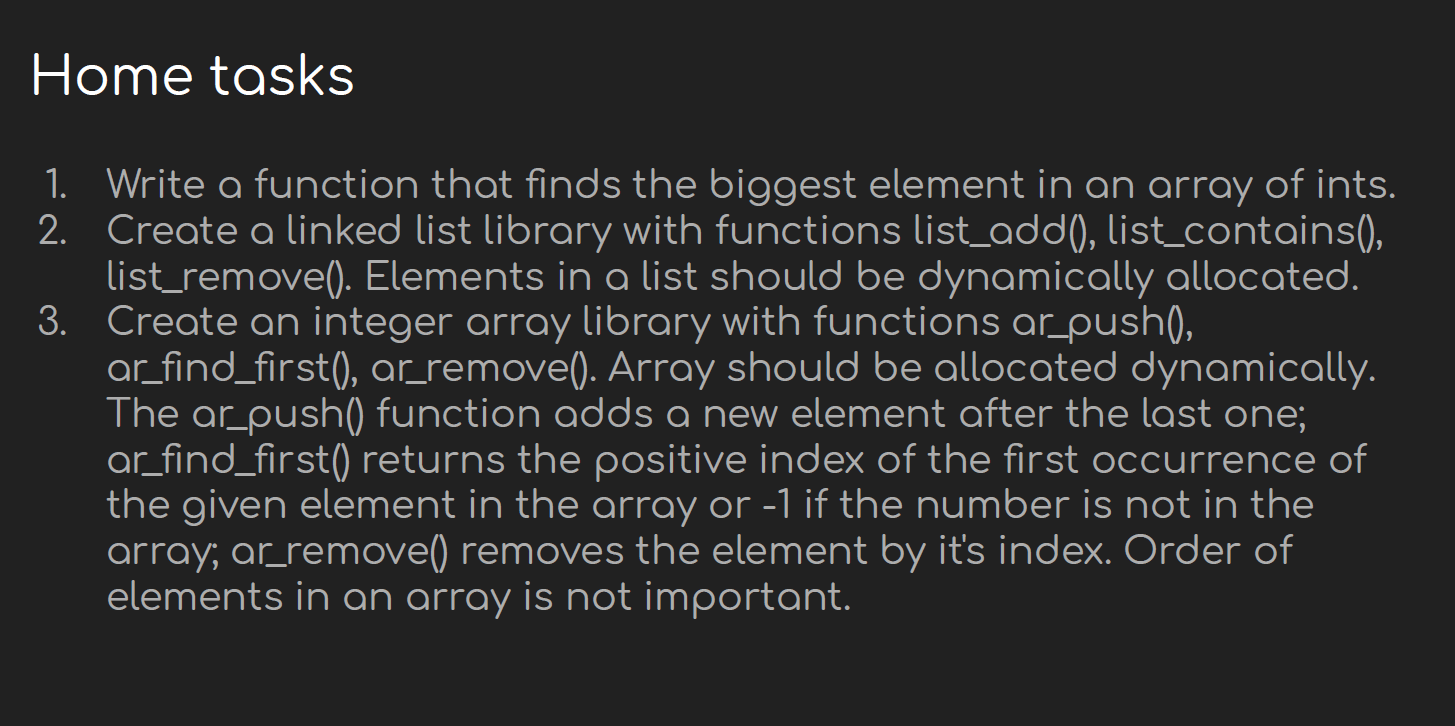 Home tasks
1. Write a function that finds the biggest element in an array of ints.
2. Create a linked list library with functions list_add(), list_contains(),
list_remove(). Elements in a list should be dynamically allocated.
3. Create an integer array library with functions ar_push(),
ar_find_first(), ar_remove(). Array should be allocated dynamically.
The ar_push() function adds a new element after the last one;
ar_find_first() returns the positive index of the first occurrence of
the given element in the array or -1 if the number is not in the
array; ar_remove() removes the element by it's index. Order of
elements in an array is not important.